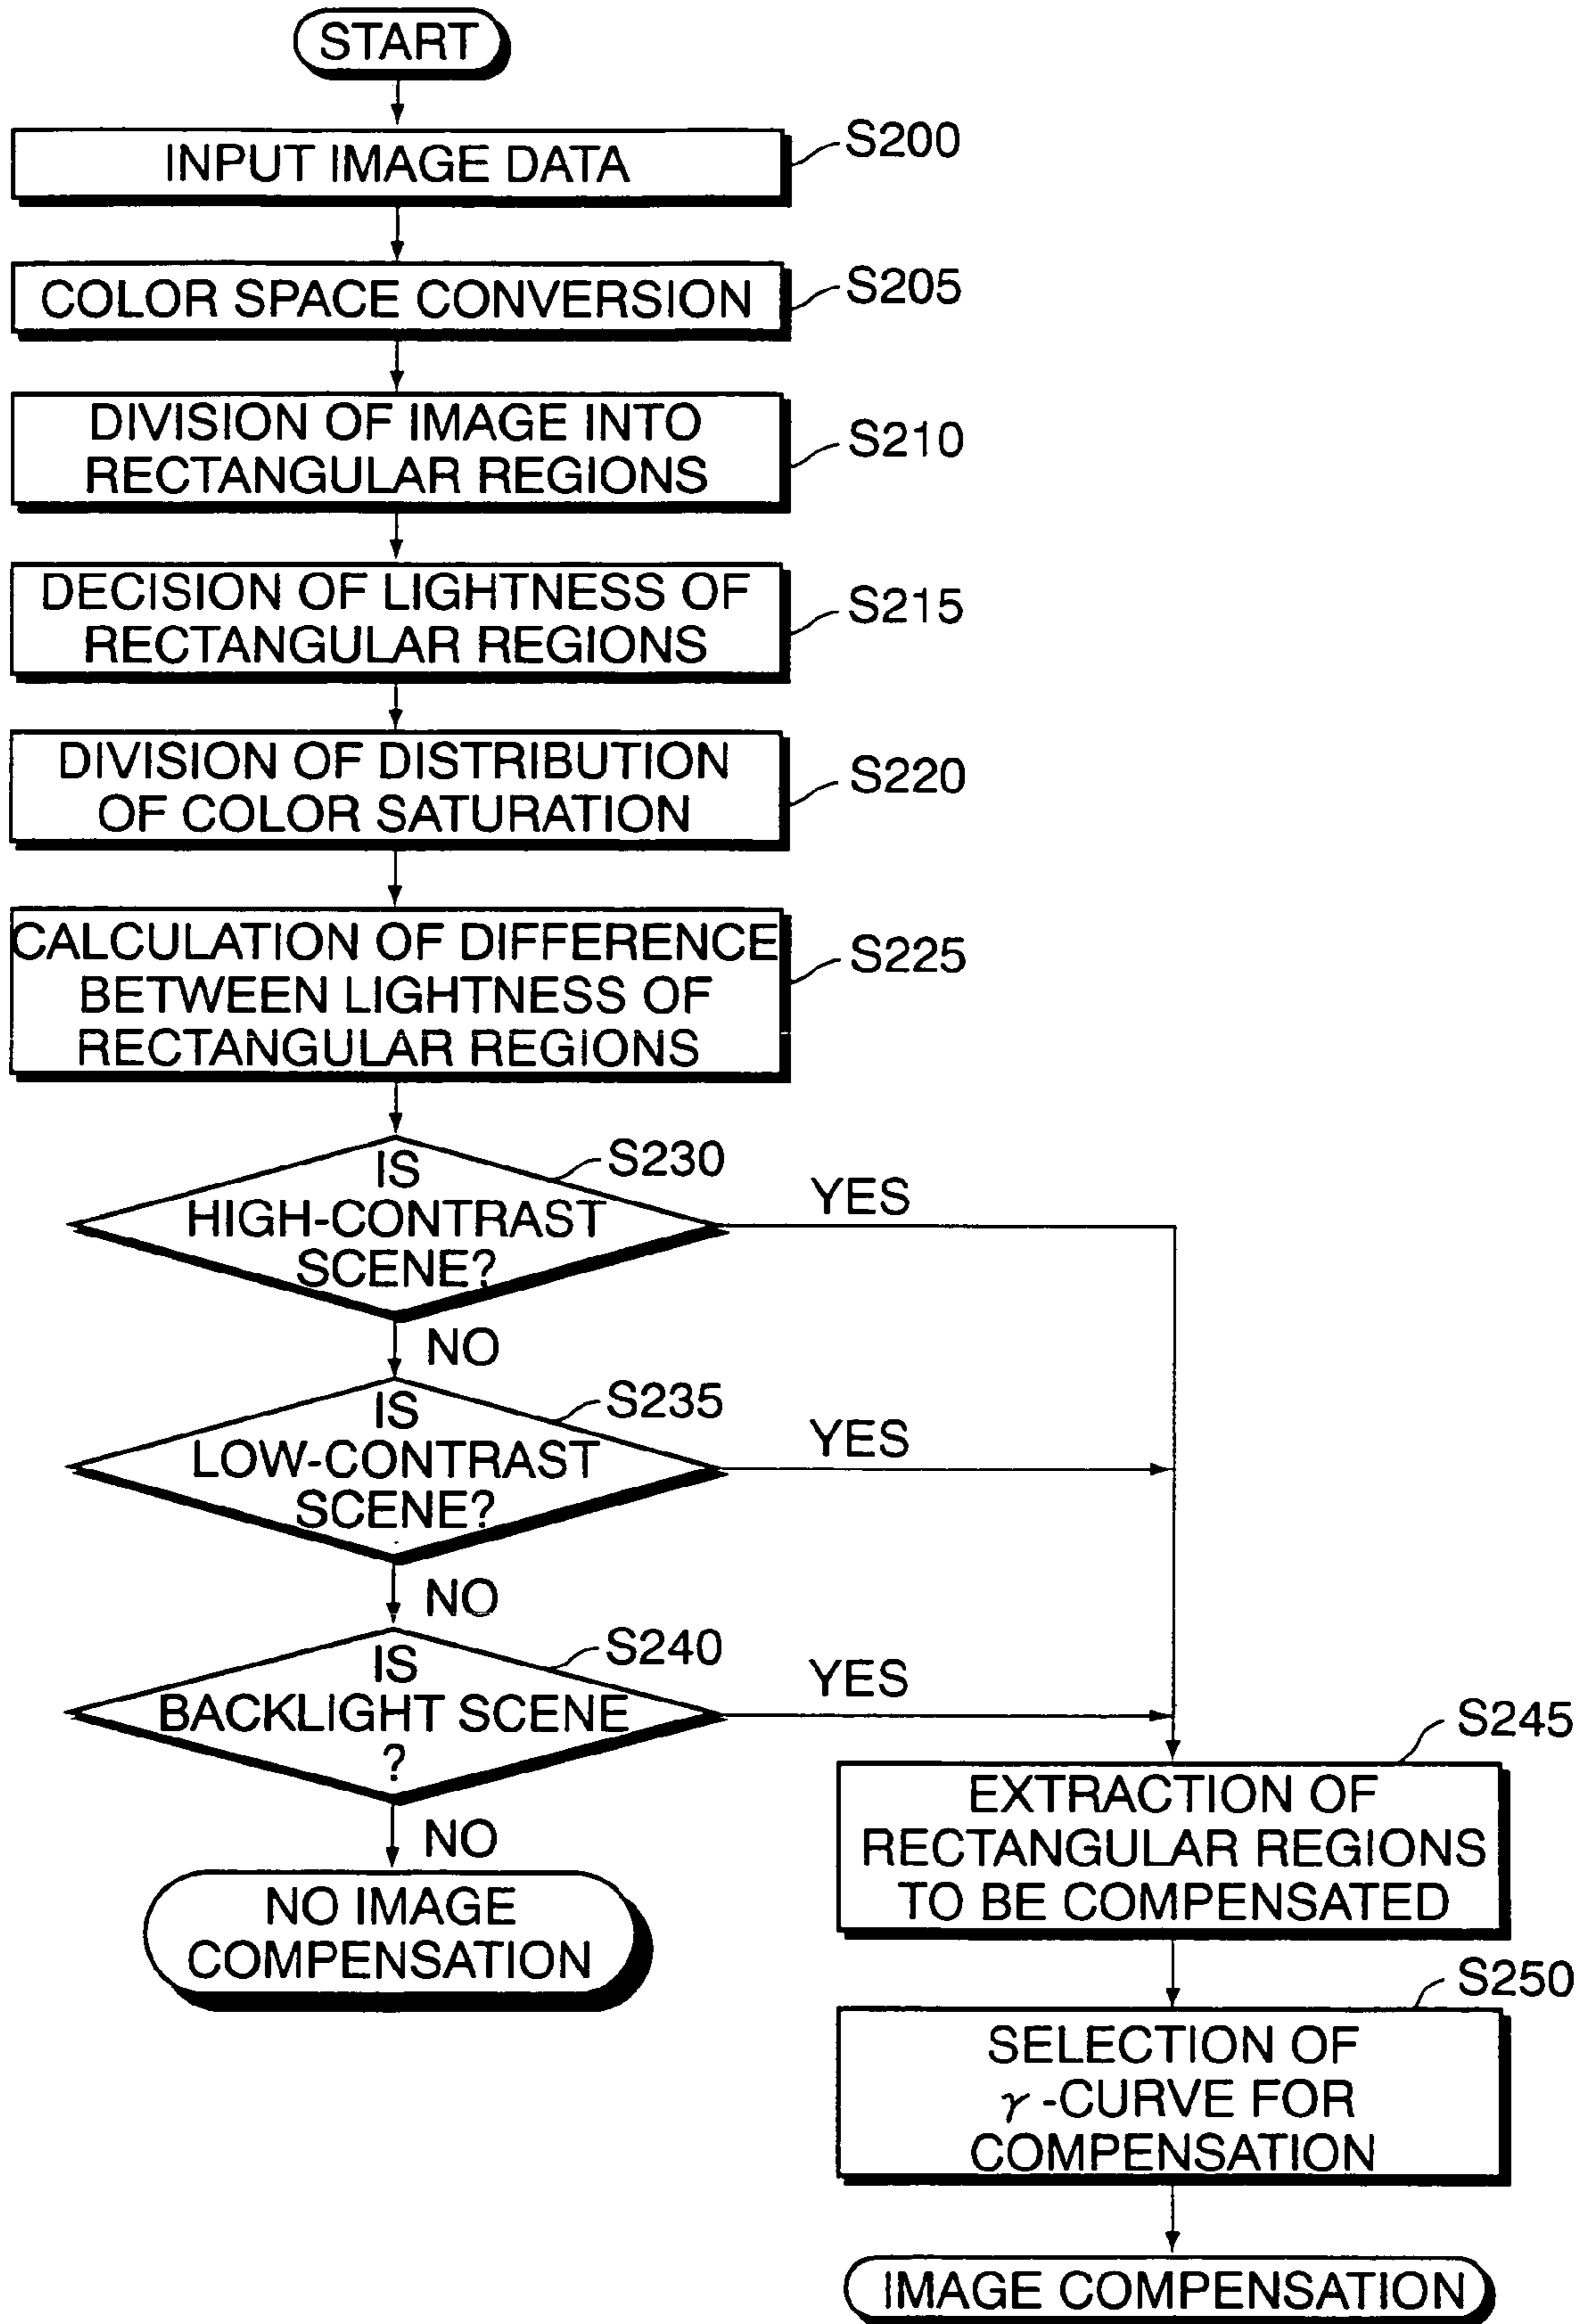 START
INPUT IMAGE DATA
S200
COLOR SPACE CONVERSION
S205
DIVISION OF IMAGE INTO
RECTANGULAR REGIONS
S210
DECISION OF LIGHTNESS OF
RECTANGULAR REGIONS
S215
DIVISION OF DISTRIBUTION
OF COLOR SATURATION
S220
CALCULATION OF DIFFERENCE
BETWEEN LIGHTNESS OF
RECTANGULAR REGIONS
S225
IS
HIGH-CONTRAST
SCENE?
S230
YES
NO
IS
LOW-CONTRAST
SCENE?
S235
YES
NO
IS
BACKLIGHT SCENE
?
S240
YES
NO
NO IMAGE
COMPENSATION
S245
EXTRACTION OF
RECTANGULAR REGIONS
TO BE COMPENSATED
S250
SELECTION OF
γ -CURVE FOR
COMPENSATION
IMAGE COMPENSATION